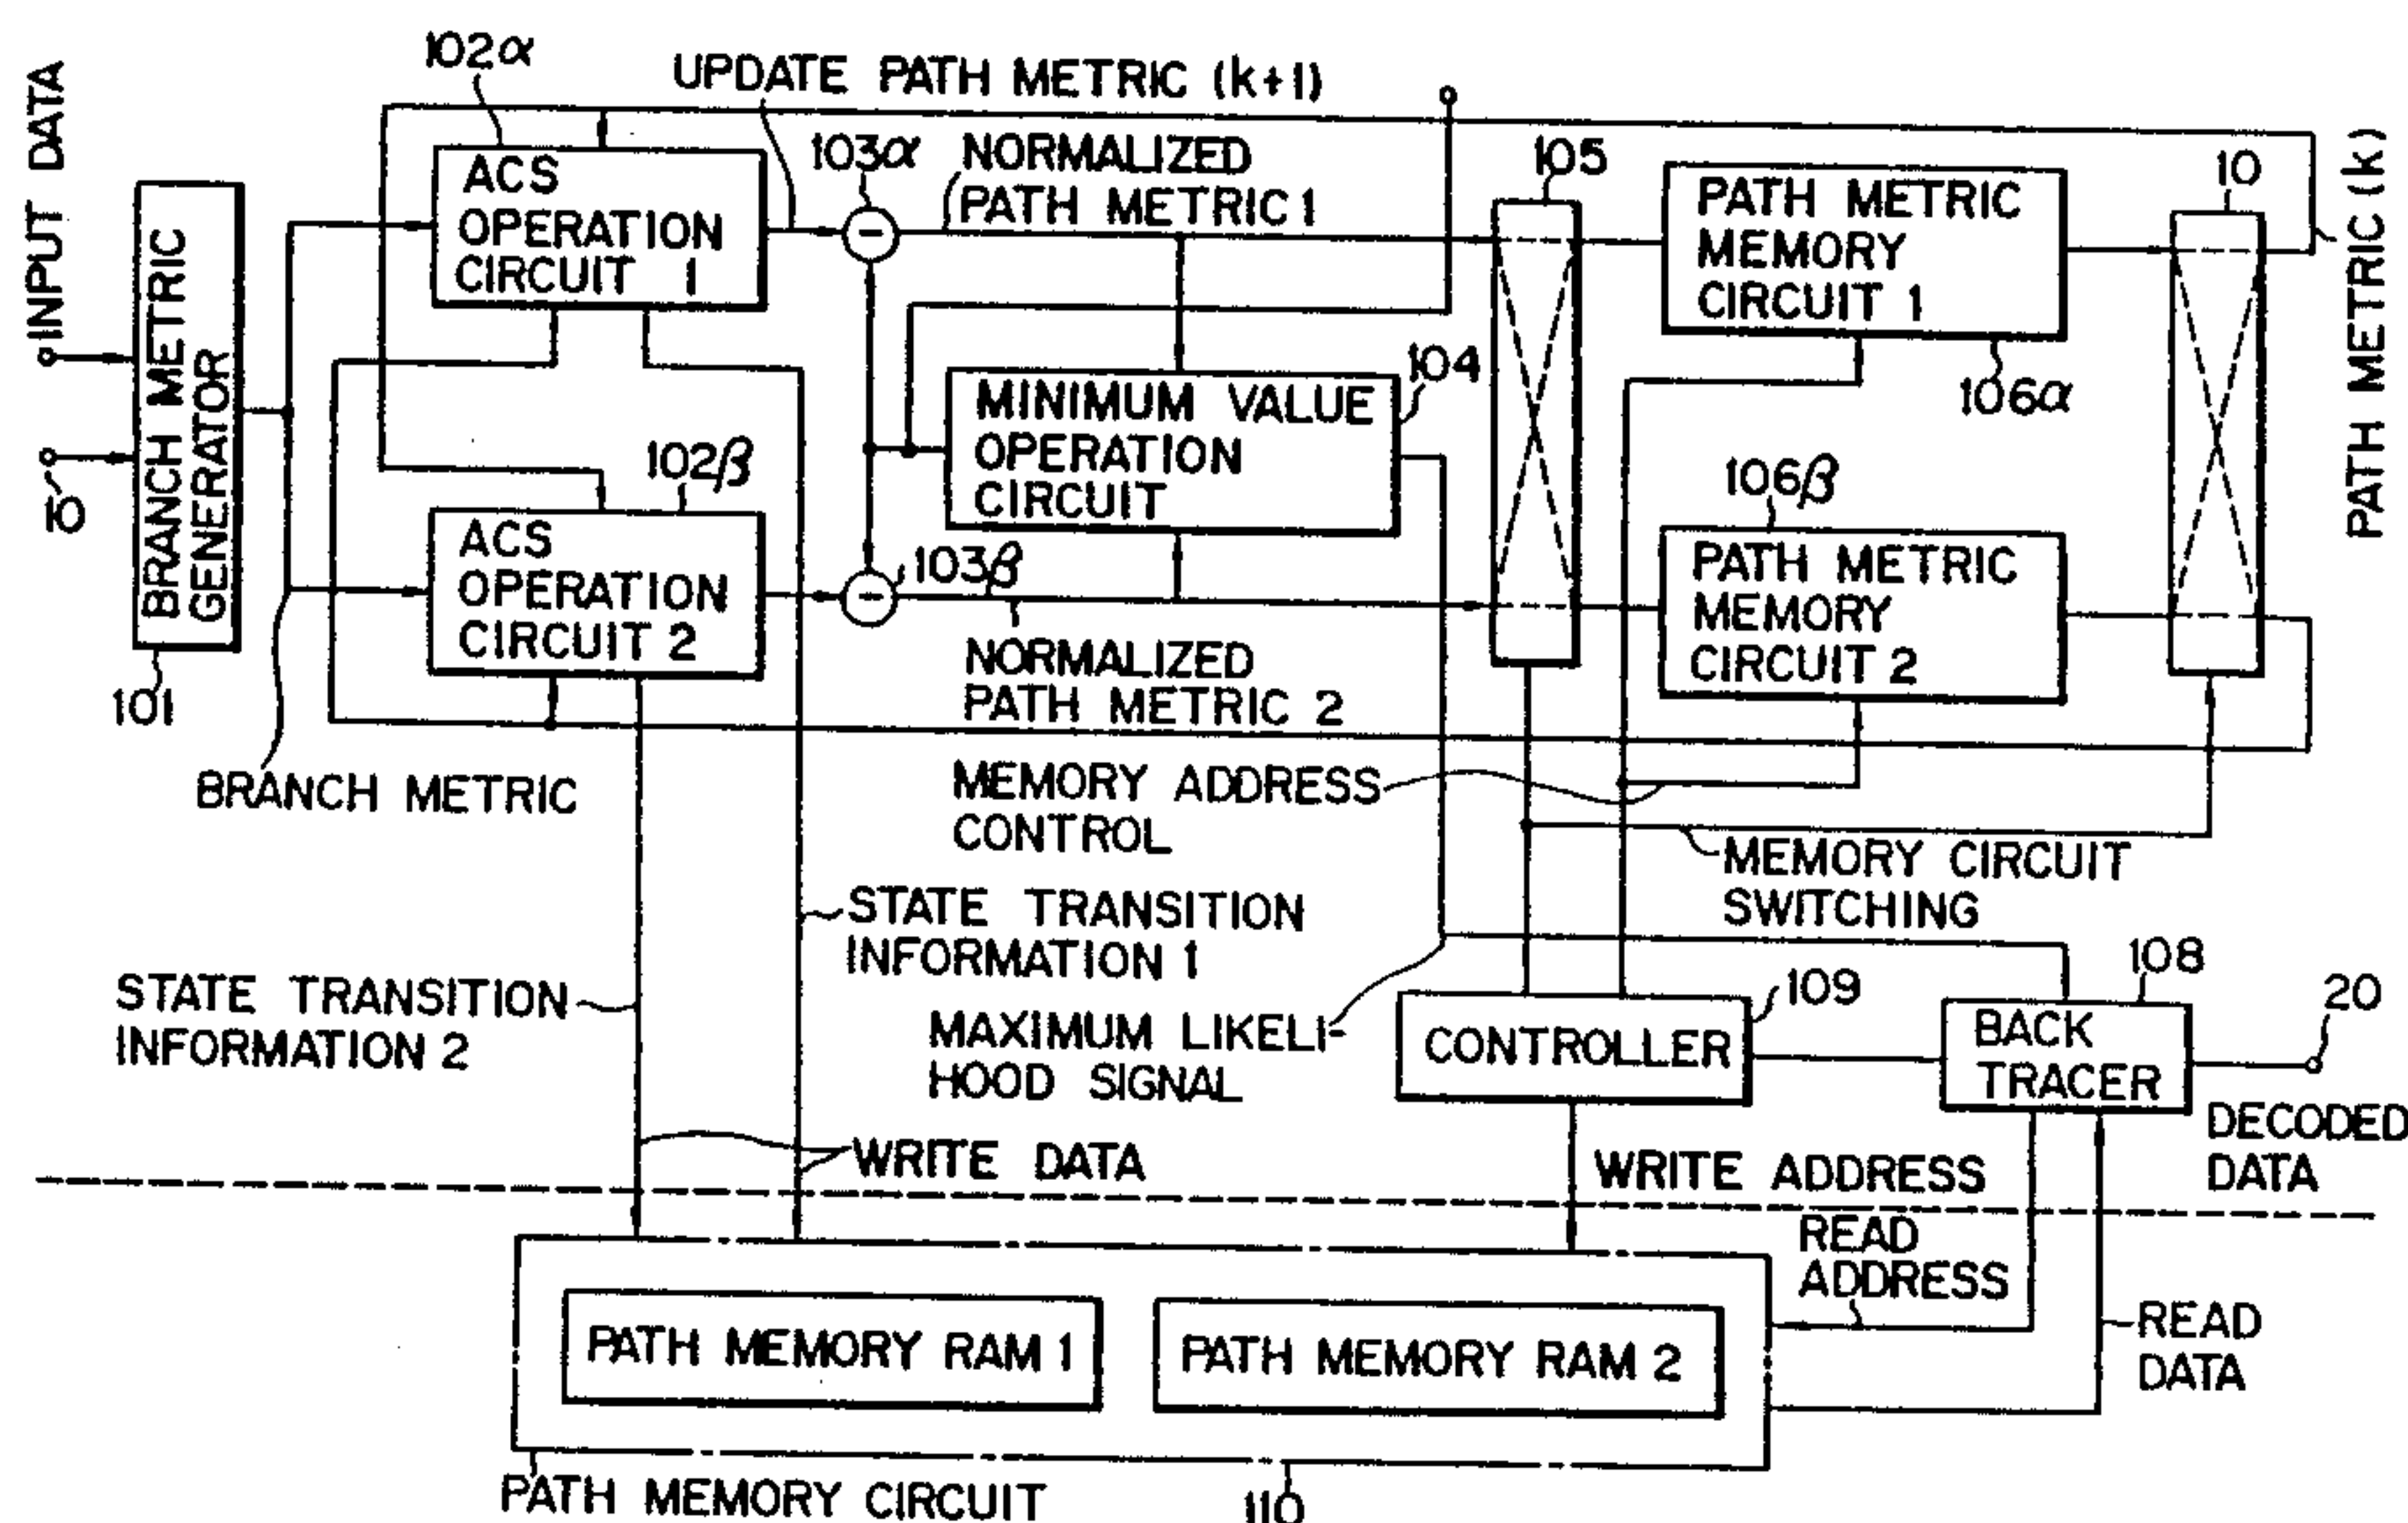 INPUT DATA
10
BRANCH METRIC
GENERATOR
101
BRANCH METRIC
102α
ACS
OPERATION
CIRCUIT 1
UPDATE PATH METRIC (k+1)
103α
NORMALIZED
PATH METRIC 1
105
PATH METRIC
MEMORY
CIRCUIT 1
106α
10
PATH METRIC (k)
102β
ACS
OPERATION
CIRCUIT 2
104
MINIMUM VALUE
OPERATION
CIRCUIT
103β
NORMALIZED
PATH METRIC 2
106β
PATH METRIC
MEMORY
CIRCUIT 2
MEMORY ADDRESS
CONTROL
MEMORY CIRCUIT
SWITCHING
STATE TRANSITION
INFORMATION 1
STATE TRANSITION
INFORMATION 2
MAXIMUM LIKELI-
HOOD SIGNAL
109
CONTROLLER
108
BACK
TRACER
20
DECODED
DATA
WRITE DATA
WRITE ADDRESS
READ
ADDRESS
READ
DATA
PATH MEMORY RAM 1
PATH MEMORY RAM 2
PATH MEMORY CIRCUIT
110